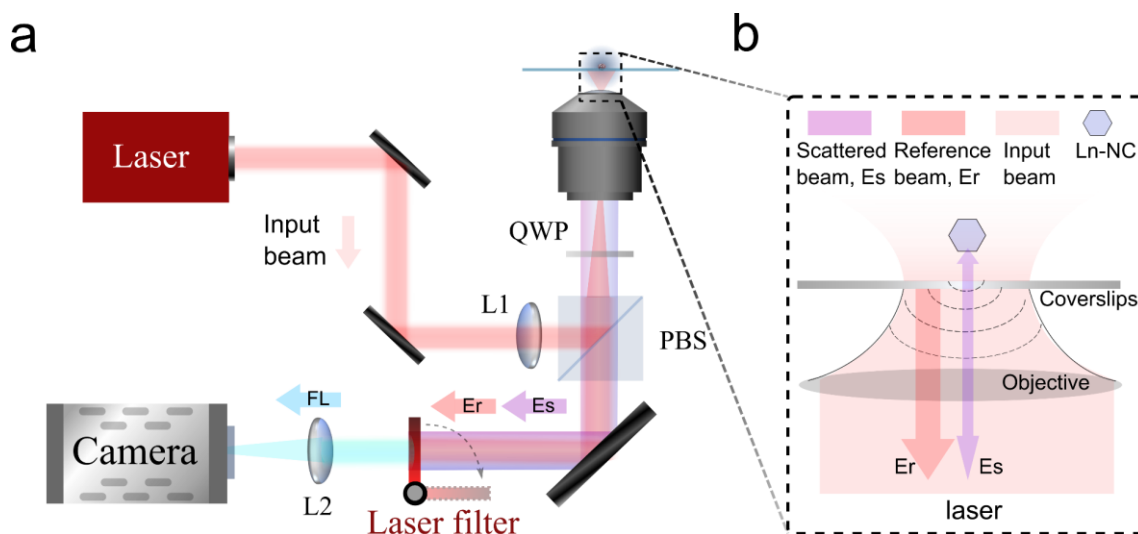 a
Laser
Input
beam
QWP
L1
PBS
FL
Er
Es
Camera
L2
Laser filter
b
Scattered
beam, Es
Reference
beam, Er
Input
beam
Ln-NC
Coverslips
Objective
Er
Es
laser